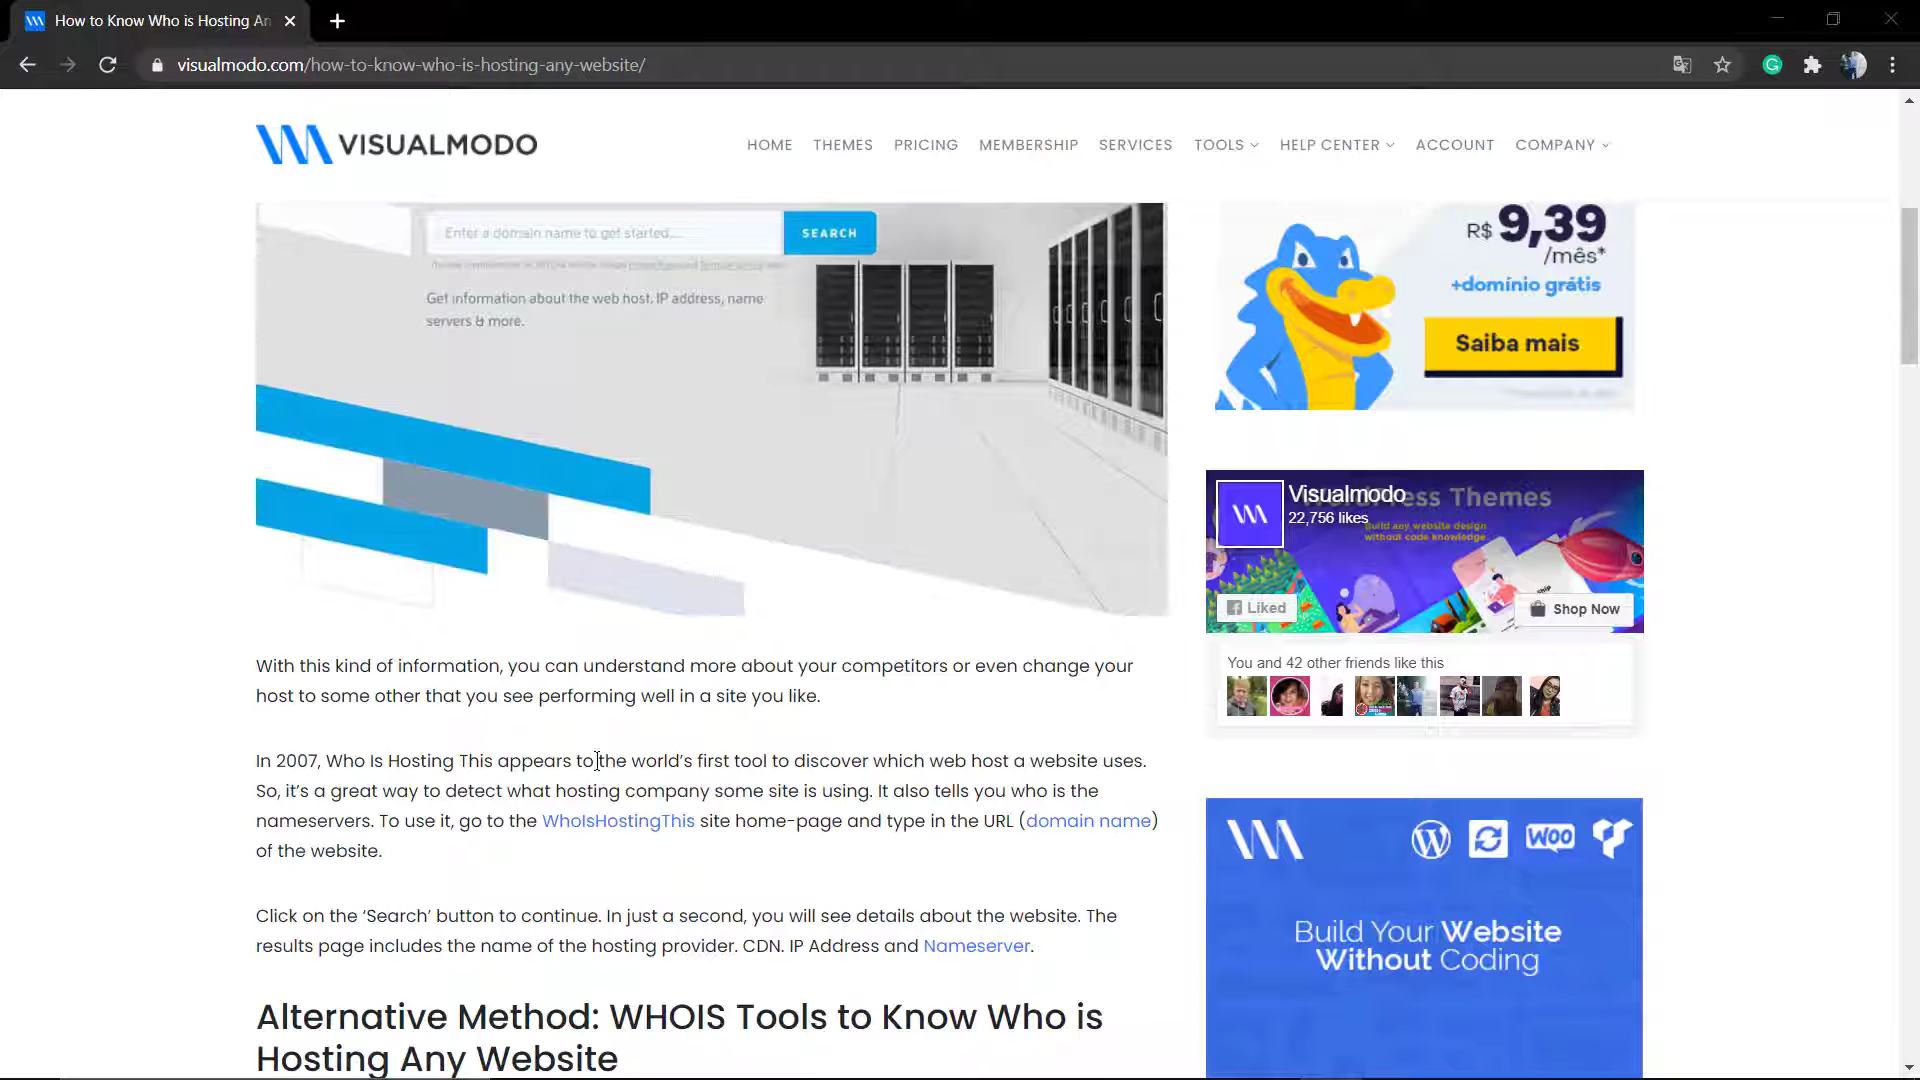 How to Know Who is Hosting An
visualmodo.com/how-to-know-who-is-hosting-any-website/
VISUALMODO
HOME THEMES PRICING MEMBERSHIP SERVICES TOOLS HELP CENTER ACCOUNT COMPANY
Enter a domain name to get started...
SEARCH
Get information about the web host. IP address, name
servers & more.
R$ 9,39
/mês*
+domínio grátis
Saiba mais
Visualmodo
WordPress Themes
22,756 likes
Build any website design
without code knowledge
Liked
Shop Now
You and 42 other friends like this
With this kind of information, you can understand more about your competitors or even change your
host to some other that you see performing well in a site you like.
In 2007, Who Is Hosting This appears to the world’s first tool to discover which web host a website uses.
So, it’s a great way to detect what hosting company some site is using. It also tells you who is the
nameservers. To use it, go to the WhoIsHostingThis site home-page and type in the URL (domain name)
of the website.
Click on the ‘Search’ button to continue. In just a second, you will see details about the website. The
results page includes the name of the hosting provider. CDN. IP Address and Nameserver.
WOO
Build Your Website
Without Coding
Alternative Method: WHOIS Tools to Know Who is
Hosting Any Website